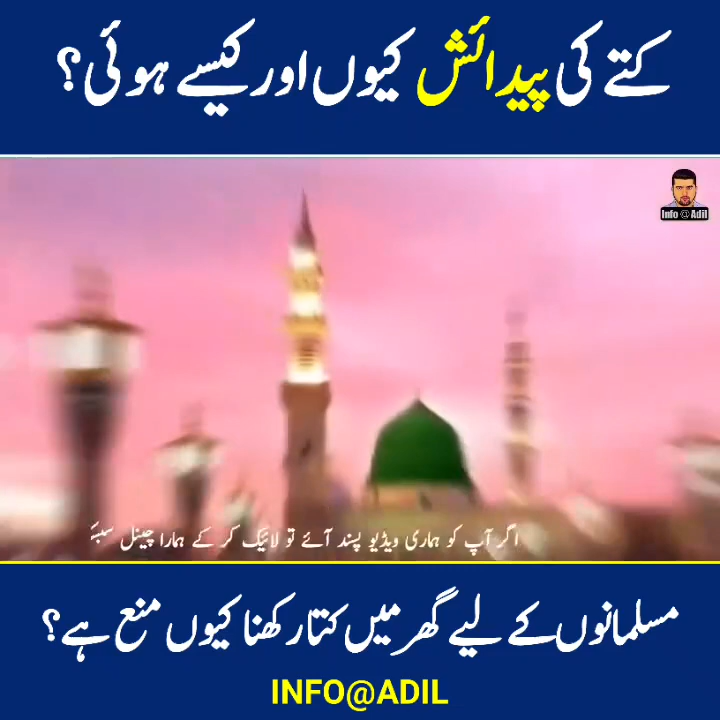 کتے کی پیدائش کیوں اور کیسے ہوئی؟
Info @ Adil
اگر آپ کو ہماری ویڈیو پسند آئے تو لائیک کر کے ہمارا چینل
مسلمانوں کے لیے گھر میں کتا رکھنا کیوں منع ہے؟
INFO@ADIL